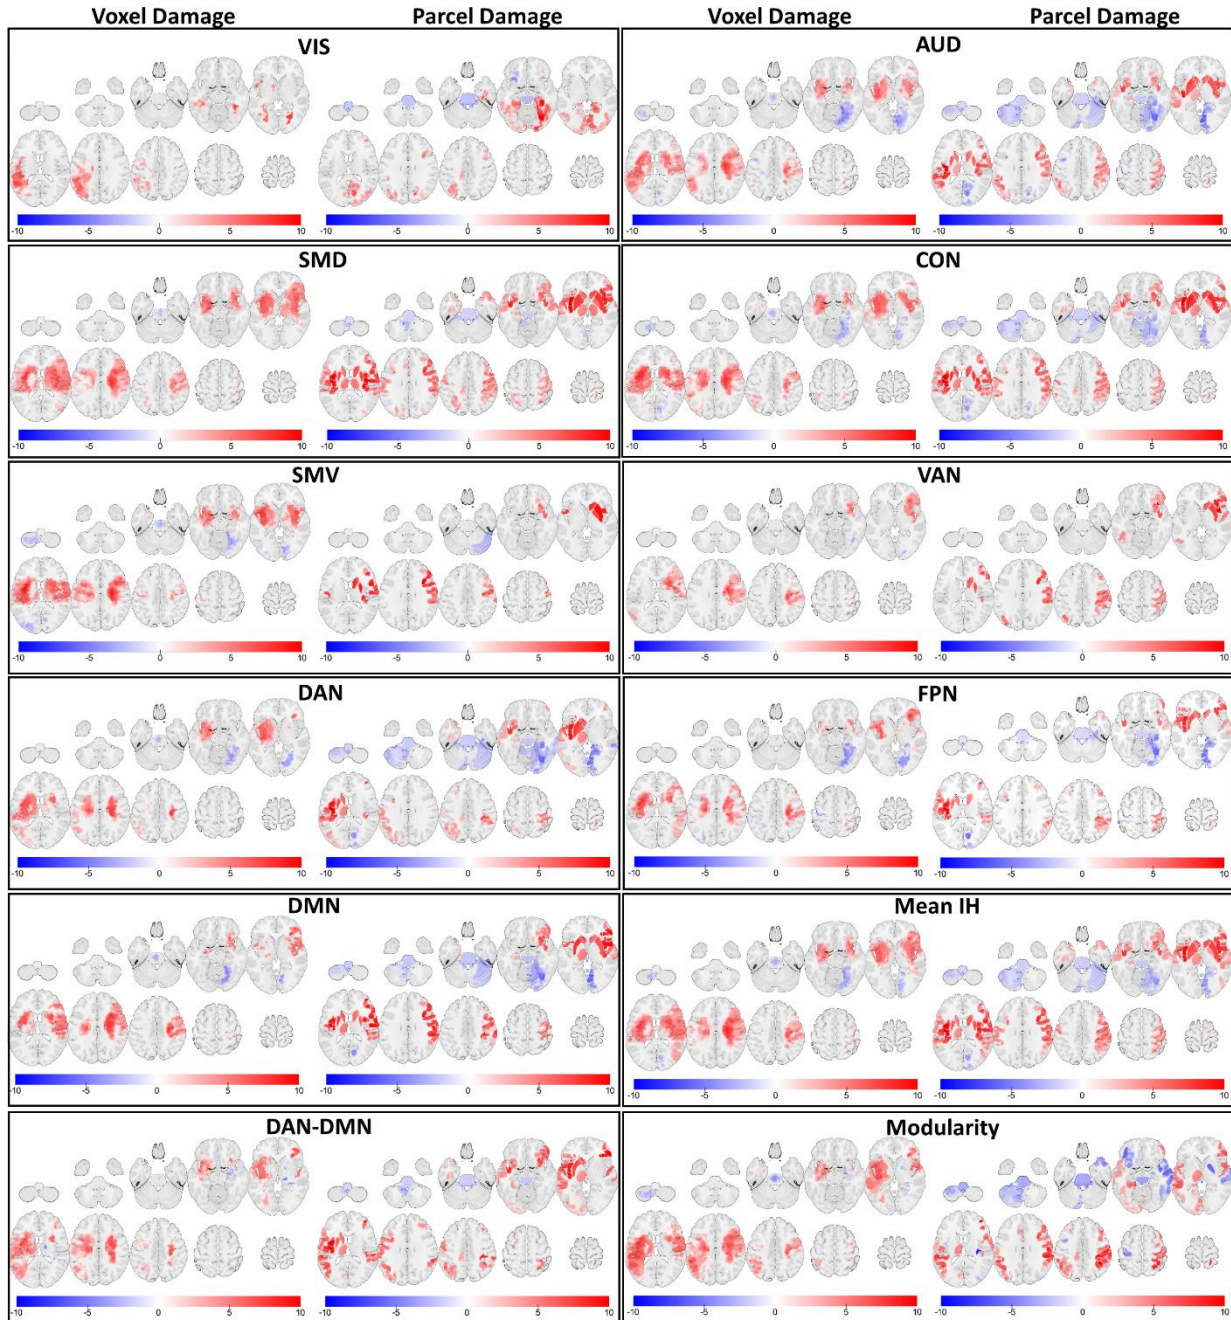 Voxel Damage Parcel Damage Voxel Damage Parcel Damage
VIS AUD
-10 -5 0 5 10 -10 -5 0 5 10 -10 -5 0 5 10 -10 -5 0 5 10
SMD CON
-10 -5 0 5 10 -10 -5 0 5 10 -10 -5 0 5 10 -10 -5 0 5 10
SMV VAN
-10 -5 0 5 10 -10 -5 0 5 10 -10 -5 0 5 10 -10 -5 0 5 10
DAN FPN
-10 -5 0 5 10 -10 -5 0 5 10 -10 -5 0 5 10 -10 -5 0 5 10
DMN Mean IH
-10 -5 0 5 10 -10 -5 0 5 10 -10 -5 0 5 10 -10 -5 0 5 10
DAN-DMN Modularity
-10 -5 0 5 10 -10 -5 0 5 10 -10 -5 0 5 10 -10 -5 0 5 10